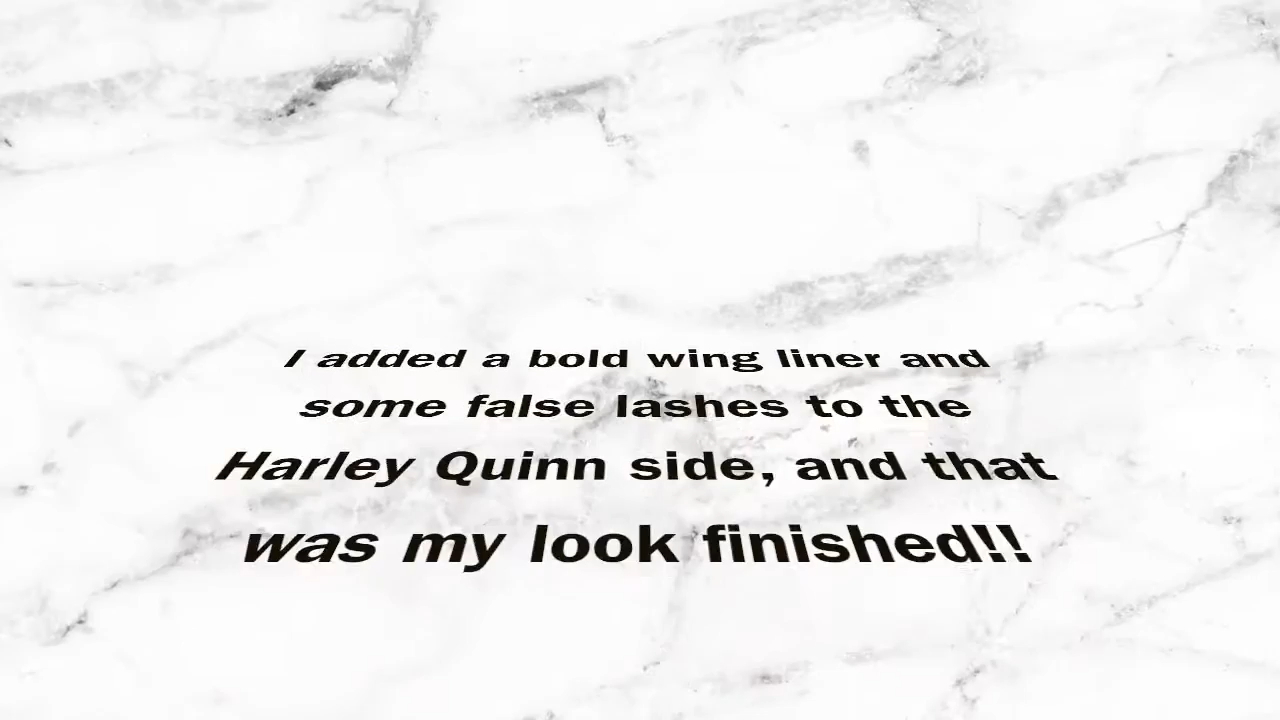 I added a bold wing liner and
some false lashes to the
Harley Quinn side, and that
was my look finished!!